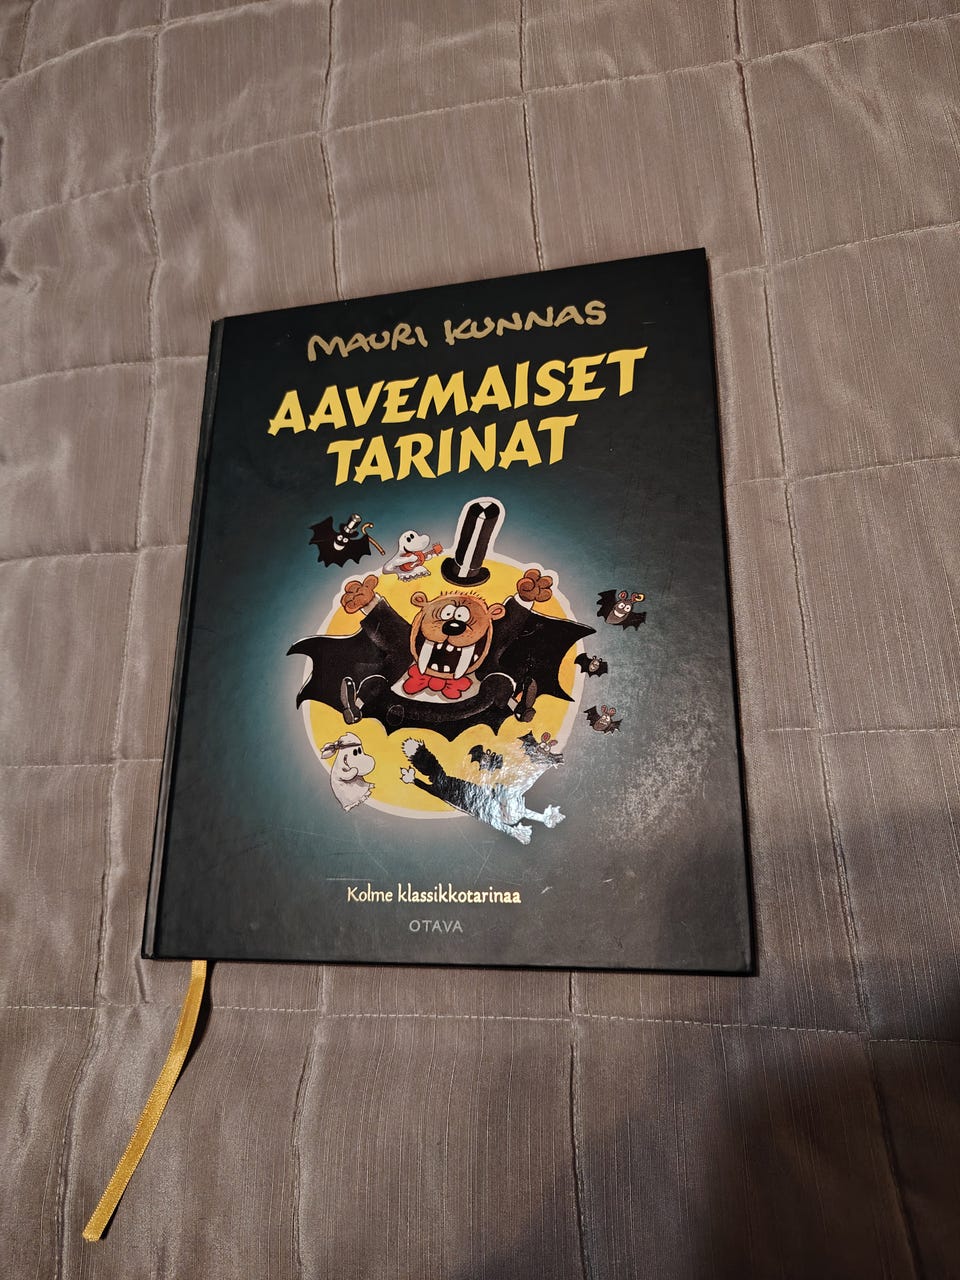 MAURI KUNNAS
AAVEMAISET
TARINAT
Kolme klassikkotarinaa
OTAVA